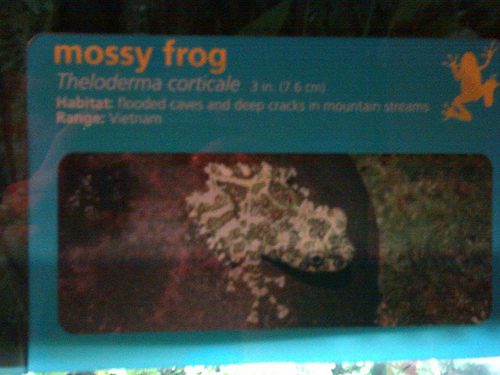 mossy frog
Theloderma corticale 3 in. (7.6 cm)
Habitat: flooded caves and deep cracks in mountain streams
Range: Vietnam